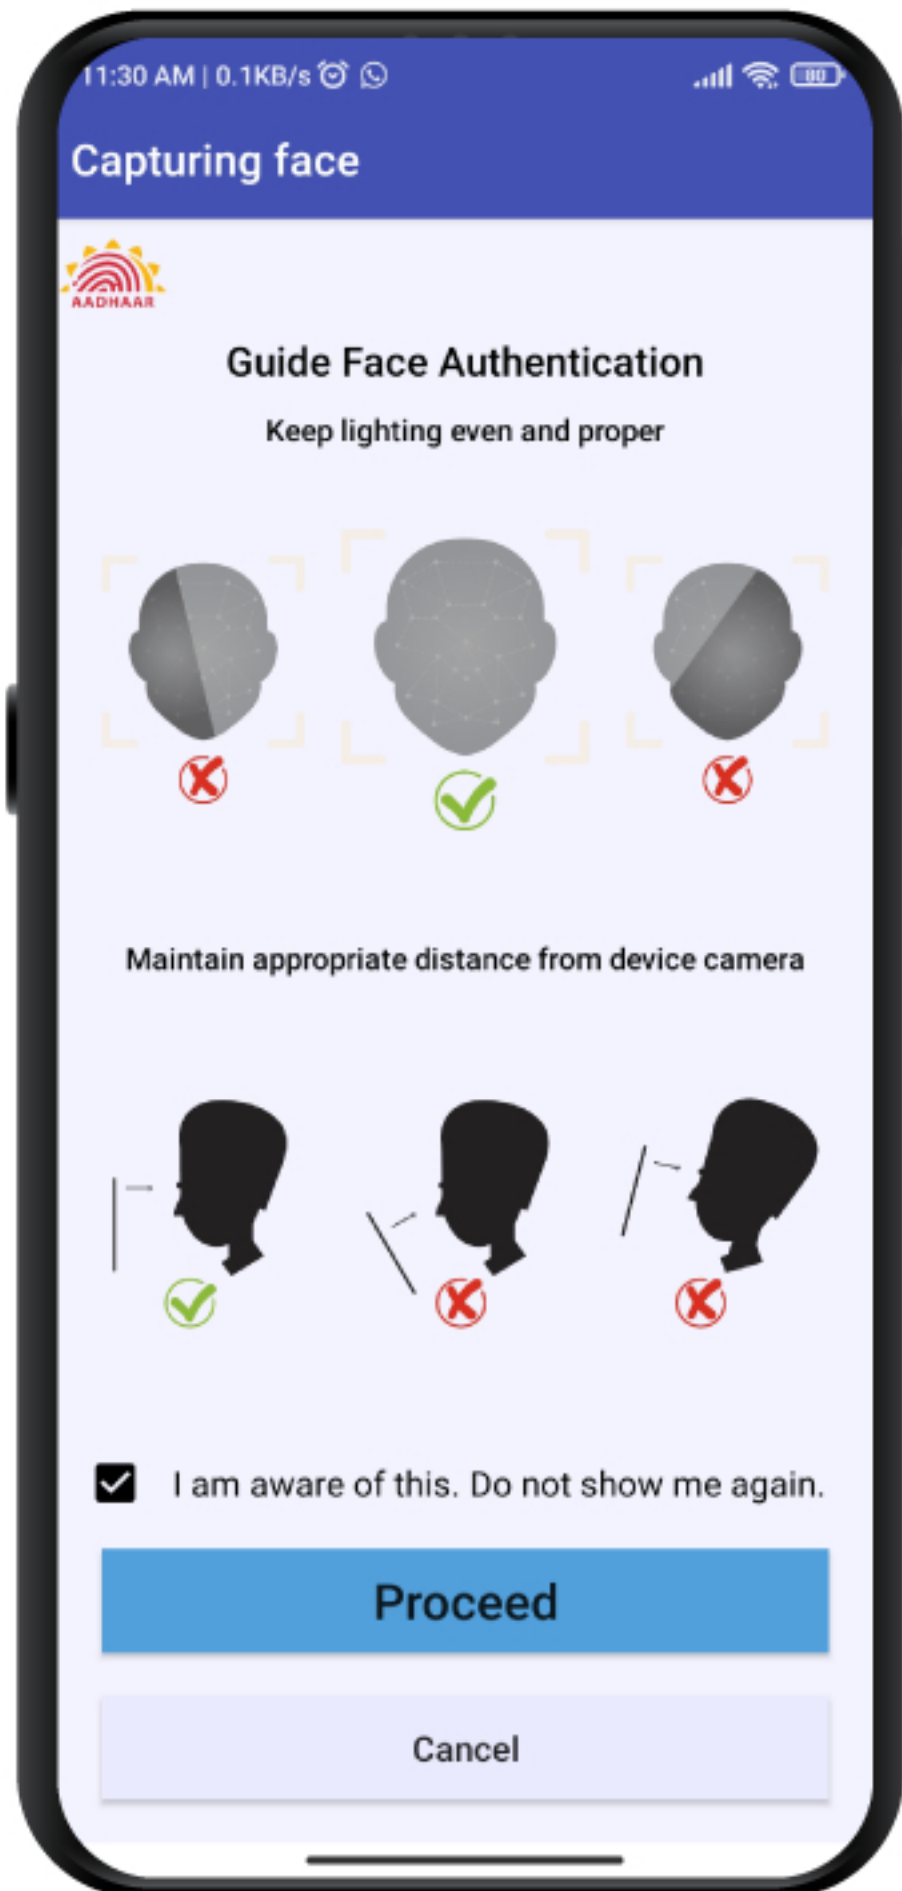 11:30 AM | 0.1KB/s
80
Capturing face
AADHAAR
Guide Face Authentication
Keep lighting even and proper
Maintain appropriate distance from device camera
I am aware of this. Do not show me again.
Proceed
Cancel